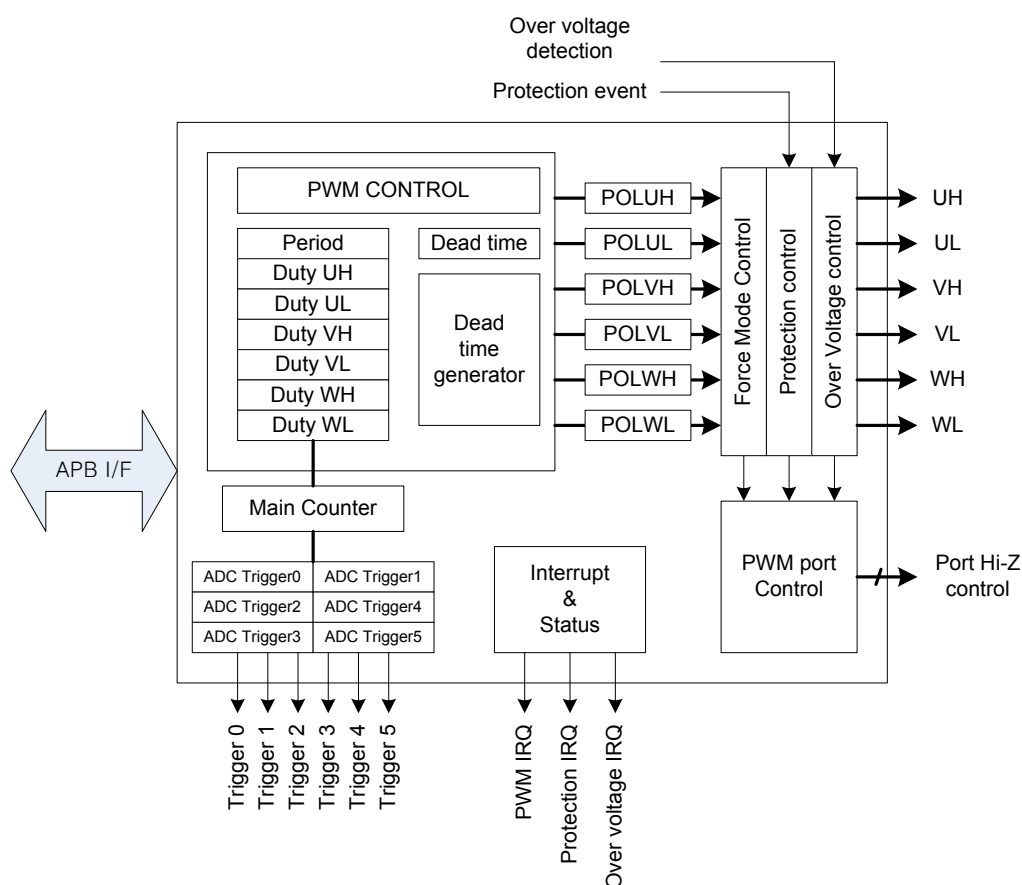 Over voltage
detection
Protection event
PWM CONTROL
Period
Duty UH
Duty UL
Duty VH
Duty VL
Duty WH
Duty WL
Dead time
Dead
time
generator
POLUH
POLUL
POLVH
POLVL
POLWH
POLWL
Force Mode Control
Protection control
Over Voltage control
UH
UL
VH
VL
WH
WL
APB I/F
Main Counter
ADC Trigger0
ADC Trigger1
ADC Trigger2
ADC Trigger4
ADC Trigger3
ADC Trigger5
Interrupt
&
Status
PWM port
Control
Port Hi-Z
control
Trigger 0
Trigger 1
Trigger 2
Trigger 3
Trigger 4
Trigger 5
PWM IRQ
Protection IRQ
Over voltage IRQ